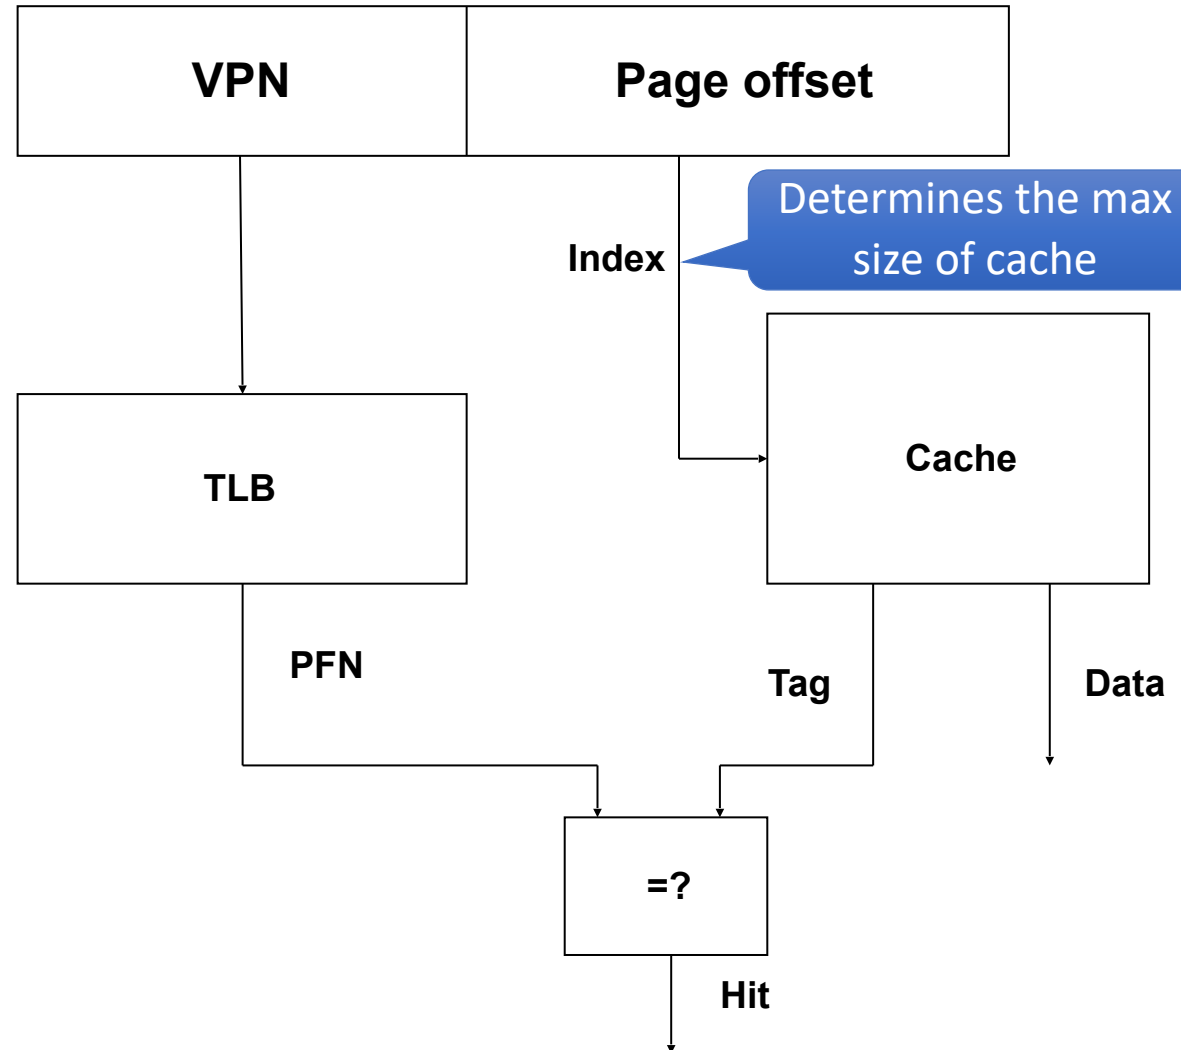 VPN
Page offset
Determines the max
size of cache
Index
Cache
TLB
PFN
Tag
Data
=?
Hit